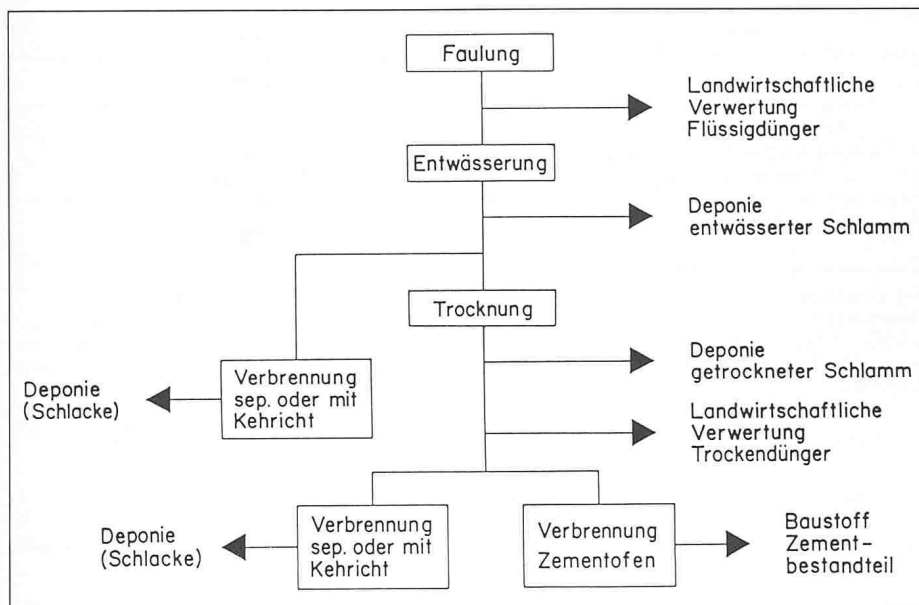 Faulung
Landwirtschaftliche
Verwertung
Flüssigdünger
Entwässerung
Deponie
entwässerter Schlamm
Trocknung
Deponie
getrockneter Schlamm
Verbrennung
sep. oder mit
Kehricht
Deponie
(Schlacke)
Landwirtschaftliche
Verwertung
Trockendünger
Verbrennung
sep. oder mit
Kehricht
Deponie
(Schlacke)
Verbrennung
Zementofen
Baustoff
Zement-
bestandteil